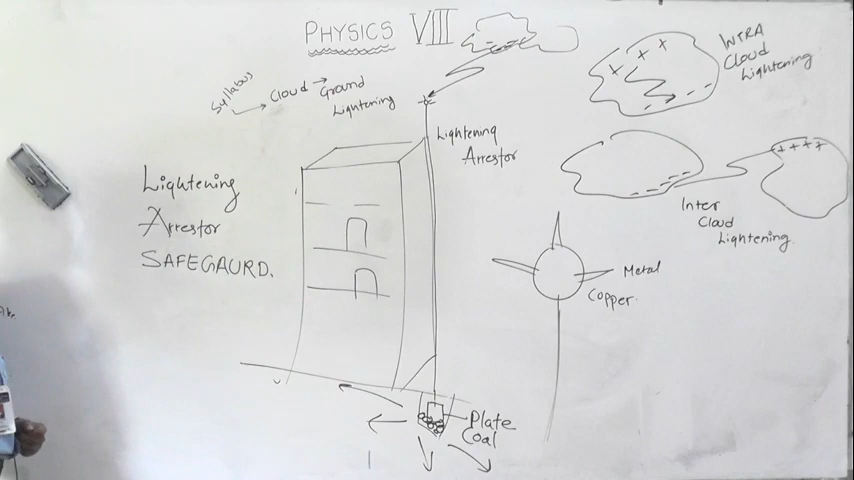 PHYSICS VIII
Syllabus
Cloud → Ground
Lightening
Lightening
Arrestor
SAFEGAURD.
Lightening
Arrestor
INTRA
Cloud
Lightening
+ + +
- - -
- - - -
+ + + +
Inter
Cloud
Lightening
Metal
Copper.
Plate
Coal